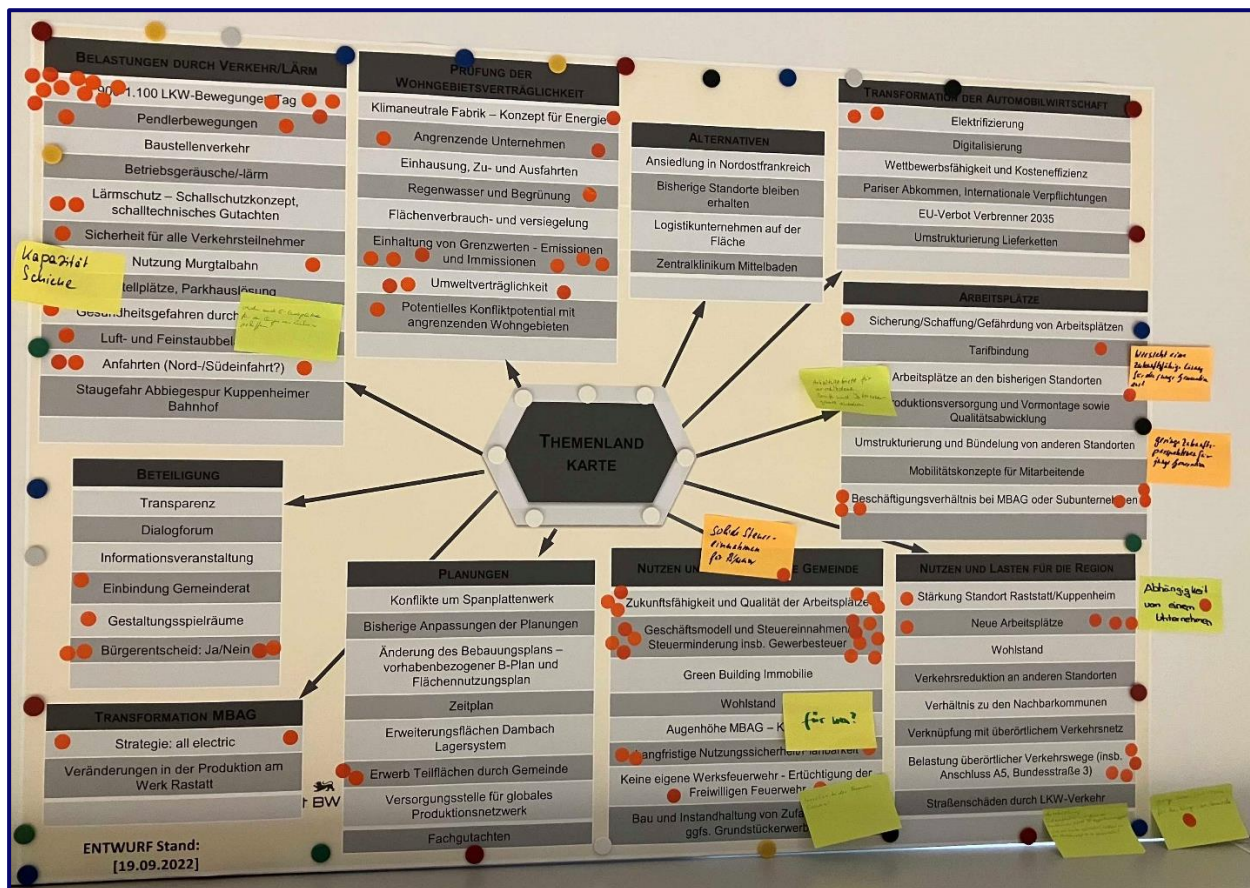 BELASTUNGEN DURCH VERKEHR/LÄRM
1.100 LKW-Bewegungen Tag
Pendlerbewegungen
Baustellenverkehr
Betriebsgeräusche/-lärm
Lärmschutz – Schallschutzkonzept,
schalltechnisches Gutachten
Sicherheit für alle Verkehrsteilnehmer
Nutzung Murgtalbahn
Parkhauslösung
Gesundheitsgefahren durch
Luft- und
Anfahrten (Nord-/Südeinfahrt?)
Staugefahr Abbiegespur Kuppenheimer
Bahnhof
Kapazität
Schiene
PRÜFUNG DER
WOHNGEBIETSVERTRÄGLICHKEIT
Klimaneutrale Fabrik – Konzept für Energie
Angrenzende Unternehmen
Einhausung, Zu- und Ausfahrten
Regenwasser und Begrünung
Flächenverbrauch- und versiegelung
Einhaltung von Grenzwerten - Emissionen
und Immissionen
Umweltverträglichkeit
Potentielles Konfliktpotential mit
angrenzenden Wohngebieten
ALTERNATIVEN
Ansiedlung in Nordostfrankreich
Bisherige Standorte bleiben
erhalten
Logistikunternehmen auf der
Fläche
Zentralklinikum Mittelbaden
TRANSFORMATION DER AUTOMOBILWIRTSCHAFT
Elektrifizierung
Digitalisierung
Wettbewerbsfähigkeit und Kosteneffizienz
Pariser Abkommen, Internationale Verpflichtungen
EU-Verbot Verbrenner 2035
Umstrukturierung Lieferketten
ARBEITSPLÄTZE
Sicherung/Schaffung/Gefährdung von Arbeitsplätzen
Tarifbindung
Arbeitsplätze an den bisherigen Standorten
Produktionsversorgung und Vormontage sowie
Qualitätsabwicklung
Umstrukturierung und Bündelung von anderen Standorten
Mobilitätskonzepte für Mitarbeitende
Beschäftigungsverhältnis bei MBAG oder Subunternehmen
THEMENLAND
KARTE
BETEILIGUNG
Transparenz
Dialogforum
Informationsveranstaltung
Einbindung Gemeinderat
Gestaltungsspielräume
Bürgerentscheid: Ja/Nein
TRANSFORMATION MBAG
Strategie: all electric
Veränderungen in der Produktion am
Werk Rastatt
BW
ENTWURF Stand:
[19.09.2022]
PLANUNGEN
Konflikte um Spanplattenwerk
Bisherige Anpassungen der Planungen
Änderung des Bebauungsplans –
vorhabenbezogener B-Plan und
Flächennutzungsplan
Zeitplan
Erweiterungsflächen Dambach
Lagersystem
Erwerb Teilflächen durch Gemeinde
Versorgungsstelle für globales
Produktionsnetzwerk
Fachgutachten
Solide Steuer-
einnahmen
für
NUTZEN UN GEMEINDE
Zukunftsfähigkeit und Qualität der Arbeitsplätze
Geschäftsmodell und Steuereinnahmen/
Steuerminderung insb. Gewerbesteuer
Green Building Immobilie
Wohlstand
Augenhöhe MBAG –
für wen?
Langfristige Nutzungssicherheit/Planbarkeit
Keine eigene Werksfeuerwehr - Ertüchtigung der
Freiwilligen Feuerwehr
Bau und Instandhaltung von
ggfs. Grundstückerwerb
NUTZEN UND LASTEN FÜR DIE REGION
Stärkung Standort Raststatt/Kuppenheim
Neue Arbeitsplätze
Wohlstand
Verkehrsreduktion an anderen Standorten
Verhältnis zu den Nachbarkommunen
Verknüpfung mit überörtlichem Verkehrsnetz
Belastung überörtlicher Verkehrswege (insb.
Anschluss A5, Bundesstraße 3)
Straßenschäden durch LKW-Verkehr
Abhängigkeit
von einem
Unternehmen